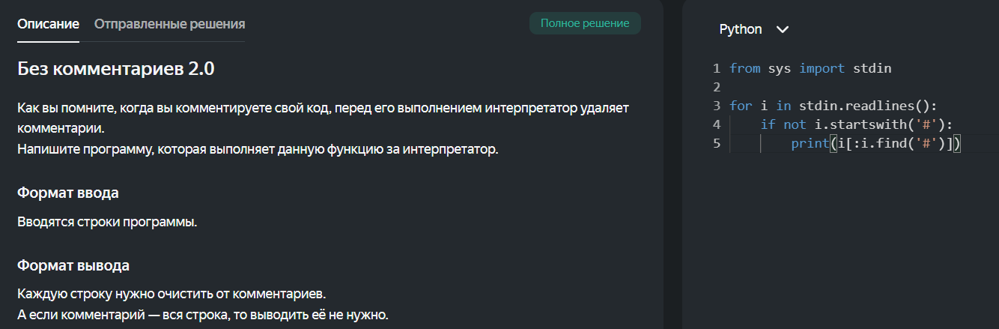 Описание Отправленные решения Полное решение
Без комментариев 2.0
Как вы помните, когда вы комментируете свой код, перед его выполнением интерпретатор удаляет
комментарии.
Напишите программу, которая выполняет данную функцию за интерпретатор.
Формат ввода
Вводятся строки программы.
Формат вывода
Каждую строку нужно очистить от комментариев.
А если комментарий — вся строка, то выводить её не нужно.
Python
1 from sys import stdin
2
3 for i in stdin.readlines():
4     if not i.startswith('#'):
5         print(i[:i.find('#')])